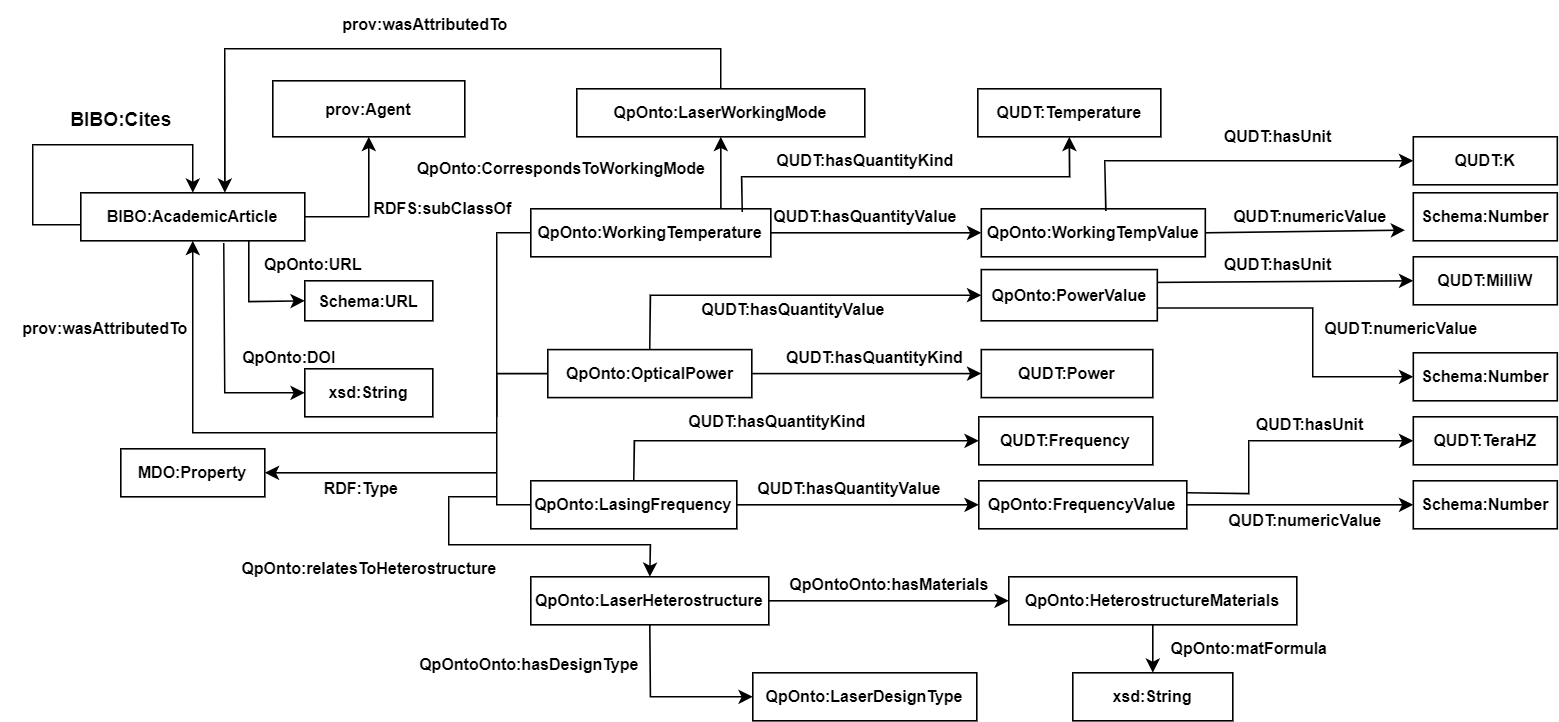 prov:wasAttributedTo
prov:Agent
QpOnto:LaserWorkingMode
QUDT:Temperature
BIBO:Cites
QUDT:hasUnit
QUDT:K
QpOnto:CorrespondsToWorkingMode
QUDT:hasQuantityKind
BIBO:AcademicArticle
RDFS:subClassOf
QpOnto:WorkingTemperature
QUDT:hasQuantityValue
QpOnto:WorkingTempValue
QUDT:numericValue
Schema:Number
QpOnto:URL
Schema:URL
QUDT:hasUnit
QUDT:MilliW
QpOnto:PowerValue
QUDT:hasQuantityValue
prov:wasAttributedTo
QUDT:numericValue
QpOnto:DOI
xsd:String
QpOnto:OpticalPower
QUDT:hasQuantityKind
QUDT:Power
Schema:Number
QUDT:hasQuantityKind
QUDT:Frequency
QUDT:hasUnit
QUDT:TeraHZ
MDO:Property
RDF:Type
QpOnto:LasingFrequency
QUDT:hasQuantityValue
QpOnto:FrequencyValue
QUDT:numericValue
Schema:Number
QpOnto:relatesToHeterostructure
QpOnto:LaserHeterostructure
QpOntoOnto:hasMaterials
QpOnto:HeterostructureMaterials
QpOnto:matFormula
QpOntoOnto:hasDesignType
QpOnto:LaserDesignType
xsd:String